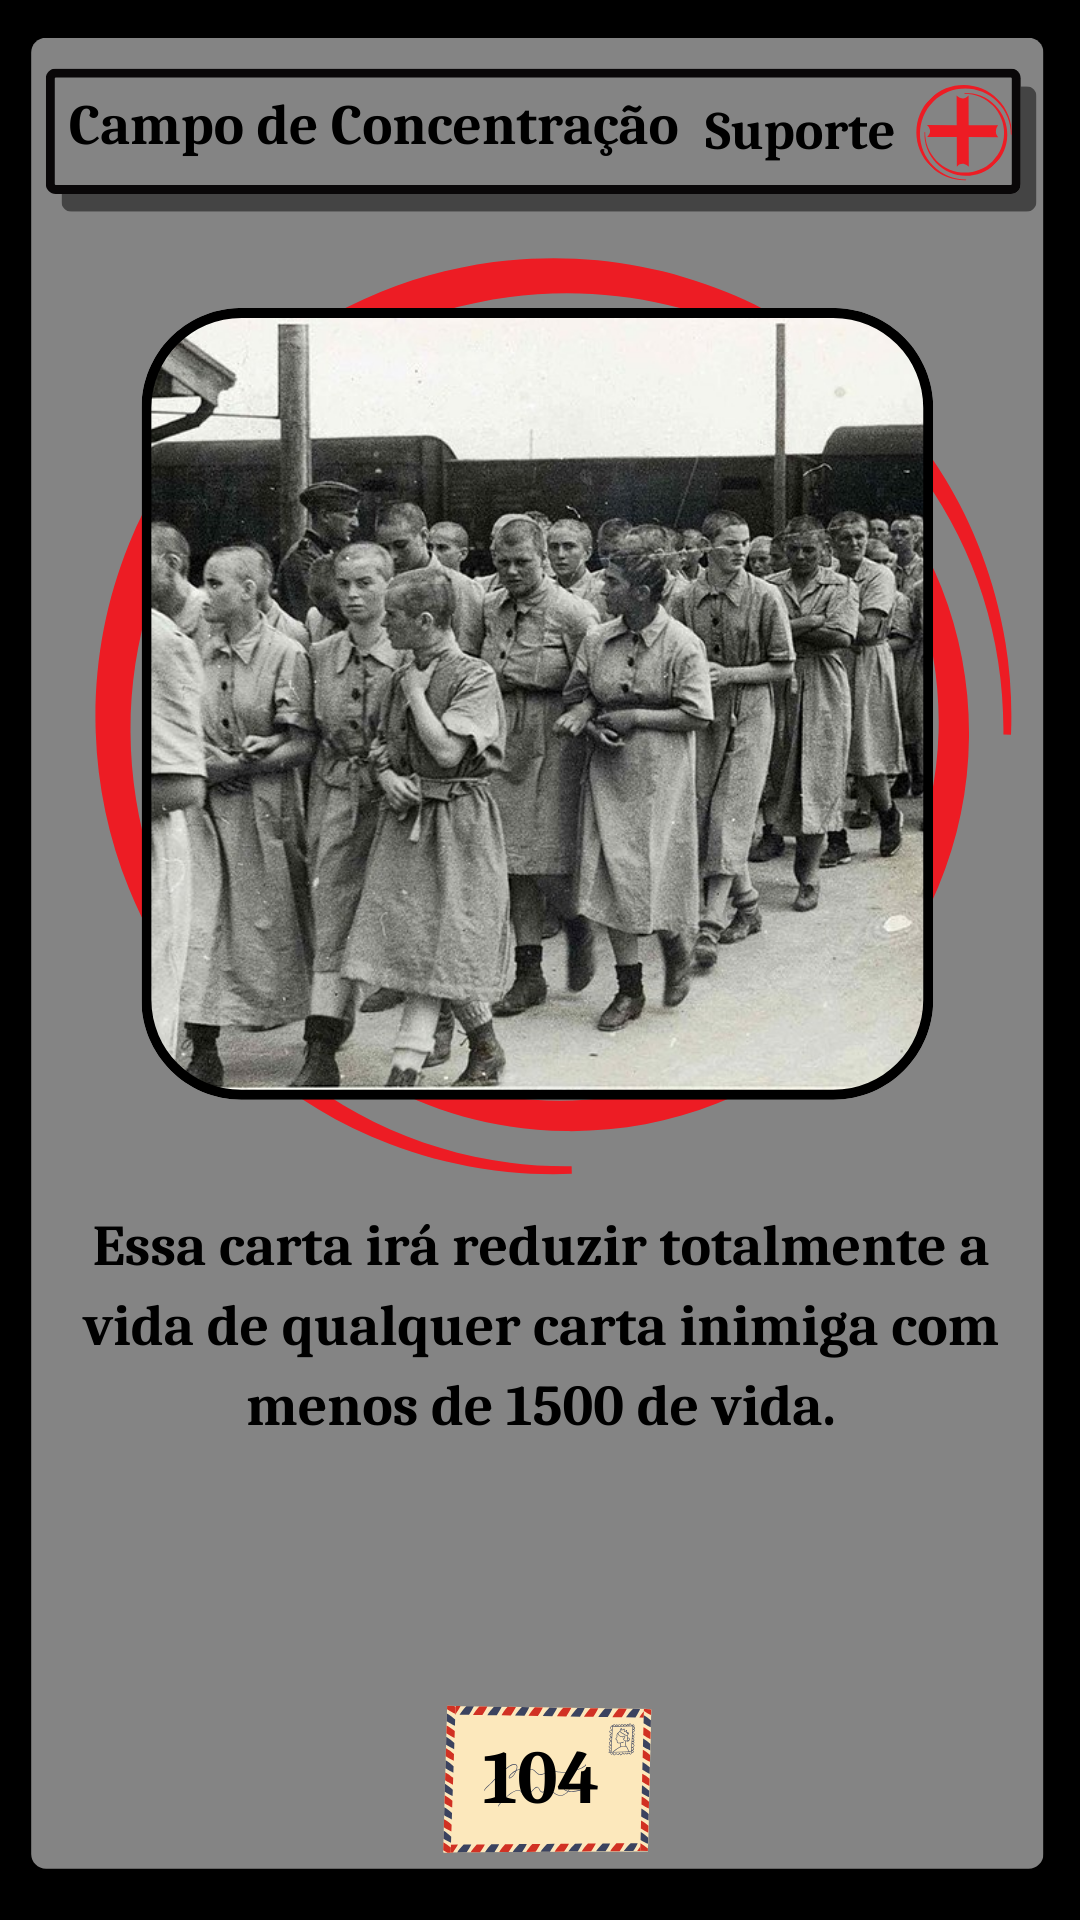 Campo de Concentração Suporte
Essa carta irá reduzir totalmente a
vida de qualquer carta inimiga com
menos de 1500 de vida.
104